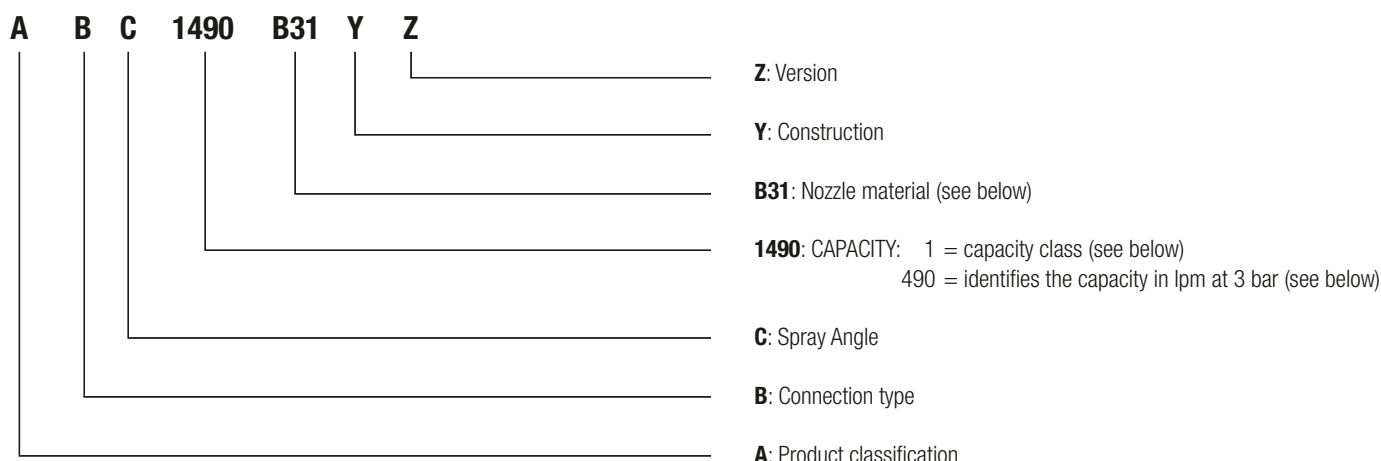 A B C 1490 B31 Y Z
Z: Version
Y: Construction
B31: Nozzle material (see below)
1490: CAPACITY: 1 = capacity class (see below)
490 = identifies the capacity in lpm at 3 bar (see below)
C: Spray Angle
B: Connection type
A: Product classification